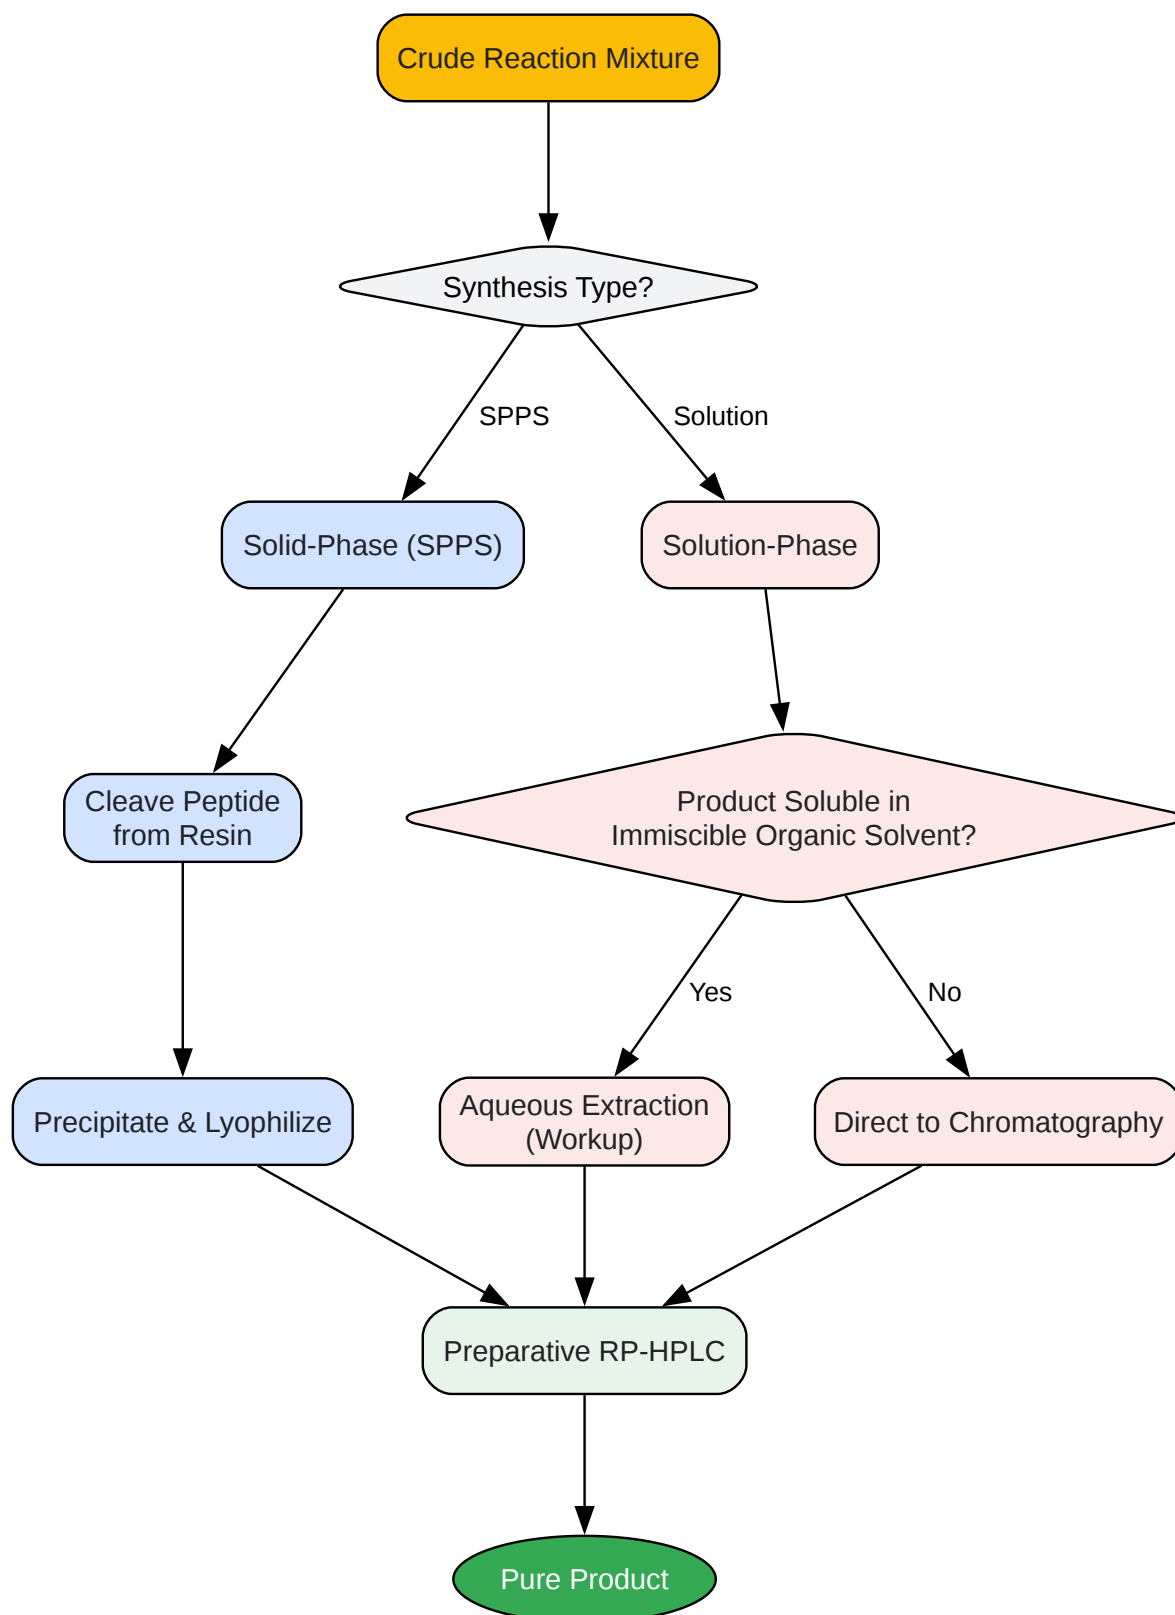 Crude Reaction Mixture
Synthesis Type?
SPPS
Solution
Solid-Phase (SPPS)
Solution-Phase
Cleave Peptide
from Resin
Product Soluble in
Immiscible Organic Solvent?
Yes
No
Precipitate & Lyophilize
Aqueous Extraction
(Workup)
Direct to Chromatography
Preparative RP-HPLC
Pure Product